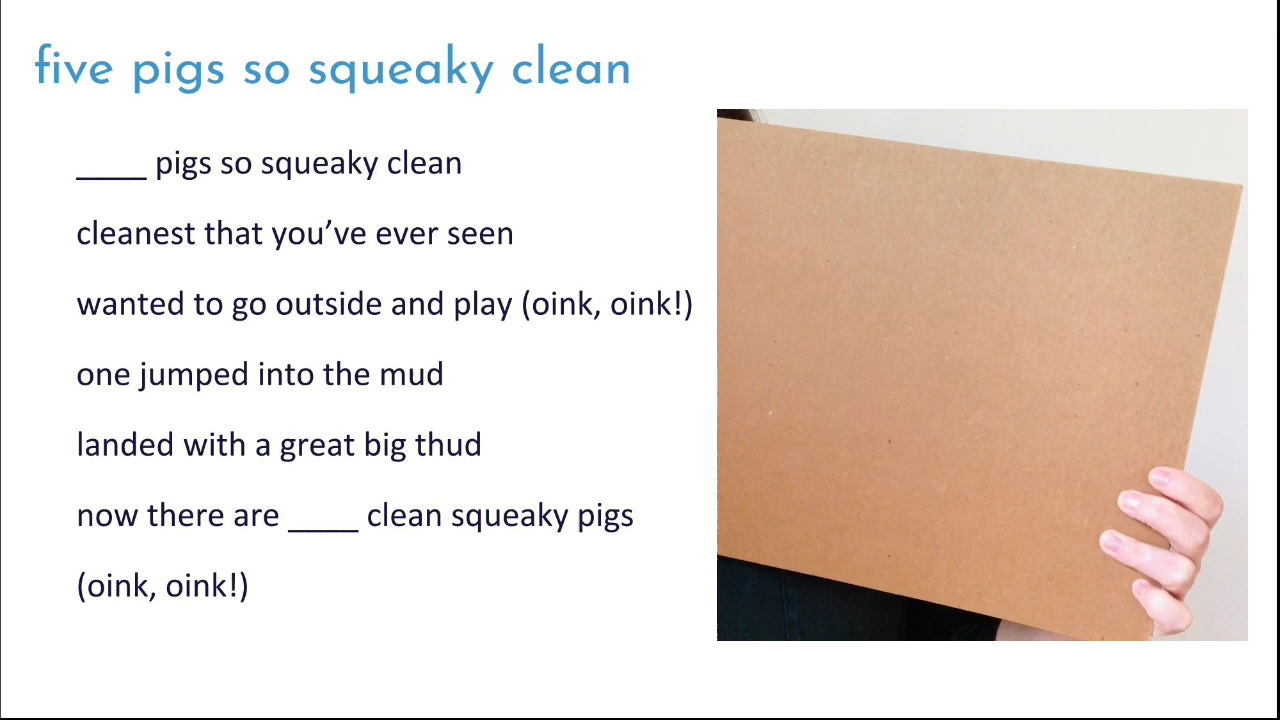 five pigs so squeaky clean
____ pigs so squeaky clean
cleanest that you’ve ever seen
wanted to go outside and play (oink, oink!)
one jumped into the mud
landed with a great big thud
now there are ____ clean squeaky pigs
(oink, oink!)